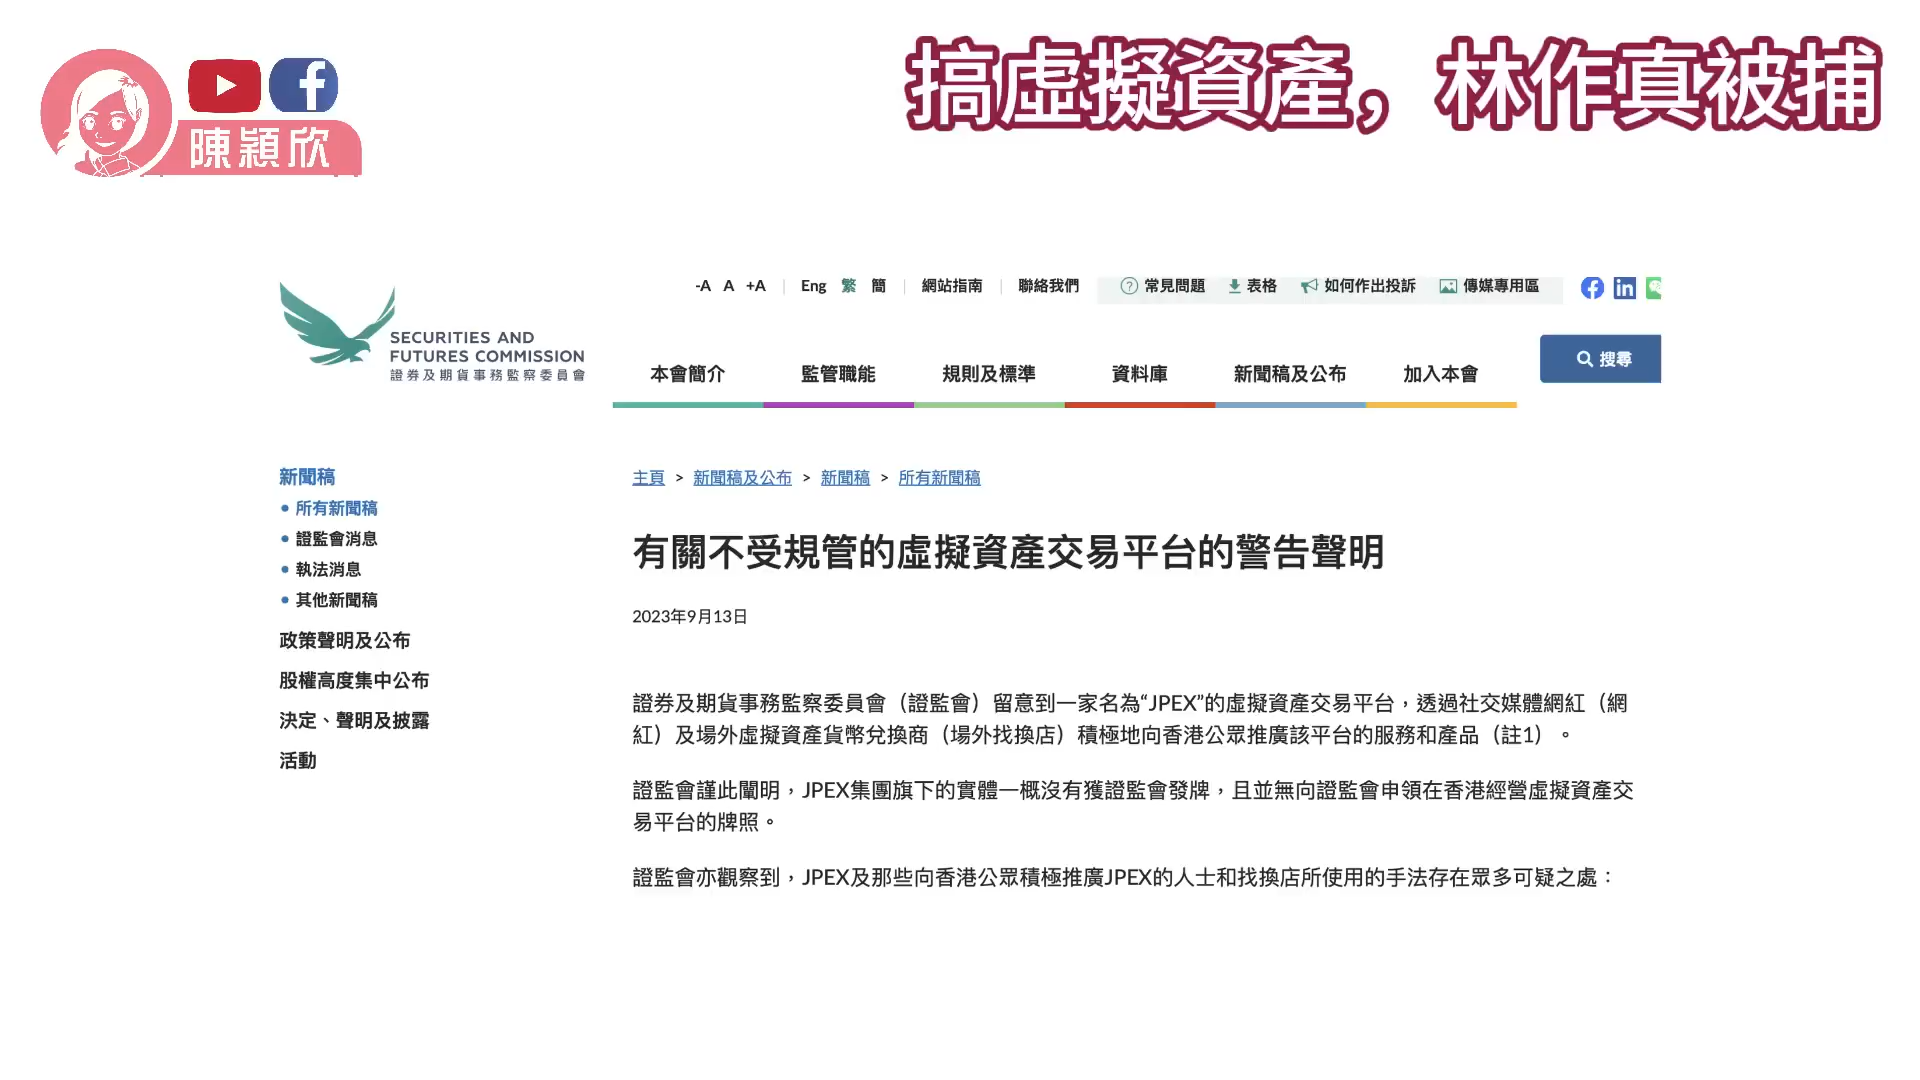 搞虛擬資產，林作真被捕
陳穎欣
-A A +A Eng 繁 簡 網站指南 聯絡我們 常見問題 表格 如何作出投訴 傳媒專用區
SECURITIES AND
FUTURES COMMISSION
證券及期貨事務監察委員會
搜尋
本會簡介 監管職能 規則及標準 資料庫 新聞稿及公布 加入本會
新聞稿
所有新聞稿
證監會消息
執法消息
其他新聞稿
政策聲明及公布
股權高度集中公布
決定、聲明及披露
活動
主頁 > 新聞稿及公布 > 新聞稿 > 所有新聞稿
有關不受規管的虛擬資產交易平台的警告聲明
2023年9月13日
證券及期貨事務監察委員會（證監會）留意到一家名為“JPEX”的虛擬資產交易平台，透過社交媒體網紅（網
紅）及場外虛擬資產貨幣兌換商（場外找換店）積極地向香港公眾推廣該平台的服務和產品（註1）。
證監會謹此闡明，JPEX集團旗下的實體一概沒有獲證監會發牌，且並無向證監會申領在香港經營虛擬資產交
易平台的牌照。
證監會亦觀察到，JPEX及那些向香港公眾積極推廣JPEX的人士和找換店所使用的手法存在眾多可疑之處：